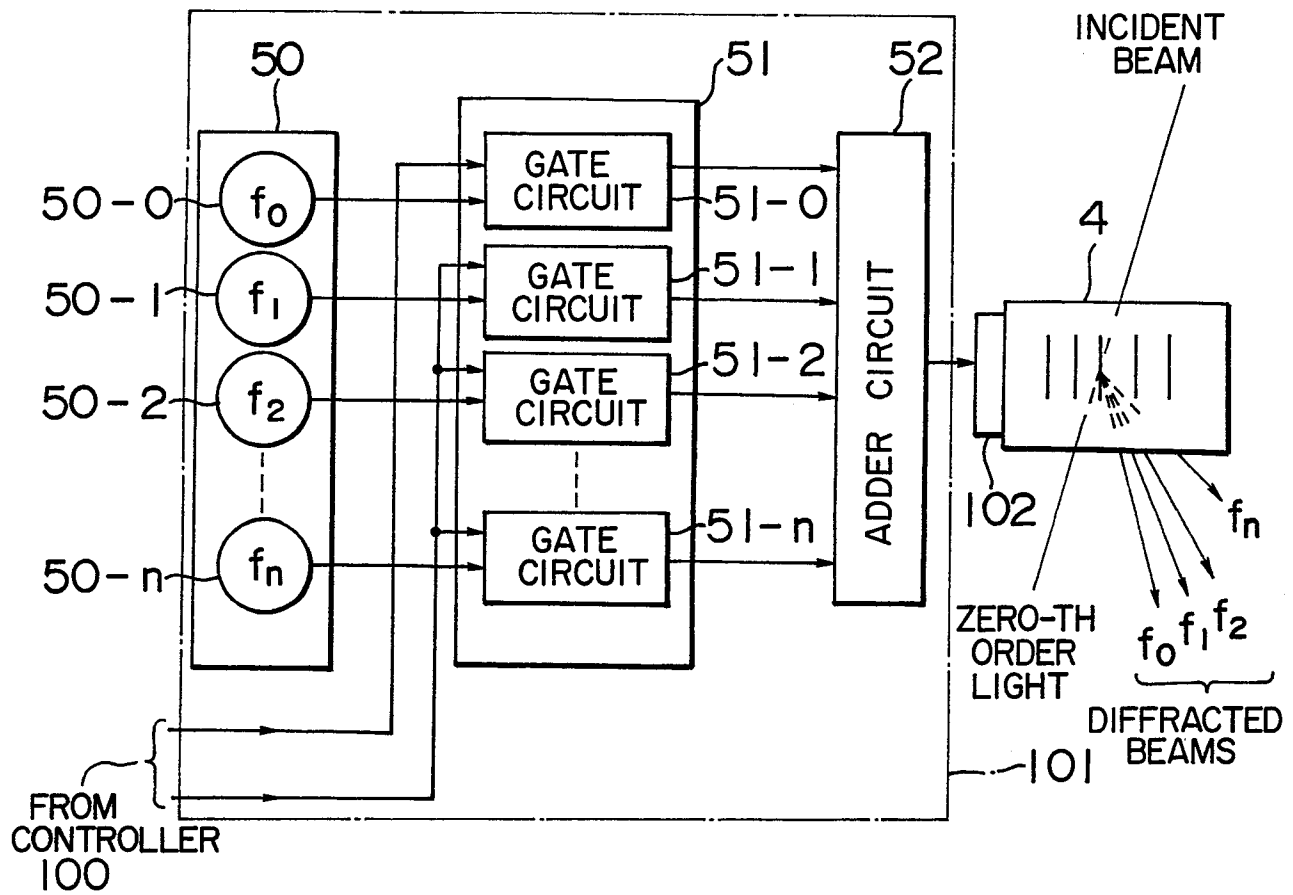 INCIDENT
BEAM
50
51
52
GATE
CIRCUIT
50-0
f0
51-0
4
GATE
CIRCUIT
51-1
50-1
f1
ADDER CIRCUIT
51-2
GATE
CIRCUIT
50-2
f2
102
51-n
fn
GATE
CIRCUIT
50-n
fn
ZERO-TH
ORDER
LIGHT
f0 f1 f2
DIFFRACTED
BEAMS
101
FROM
CONTROLLER
100